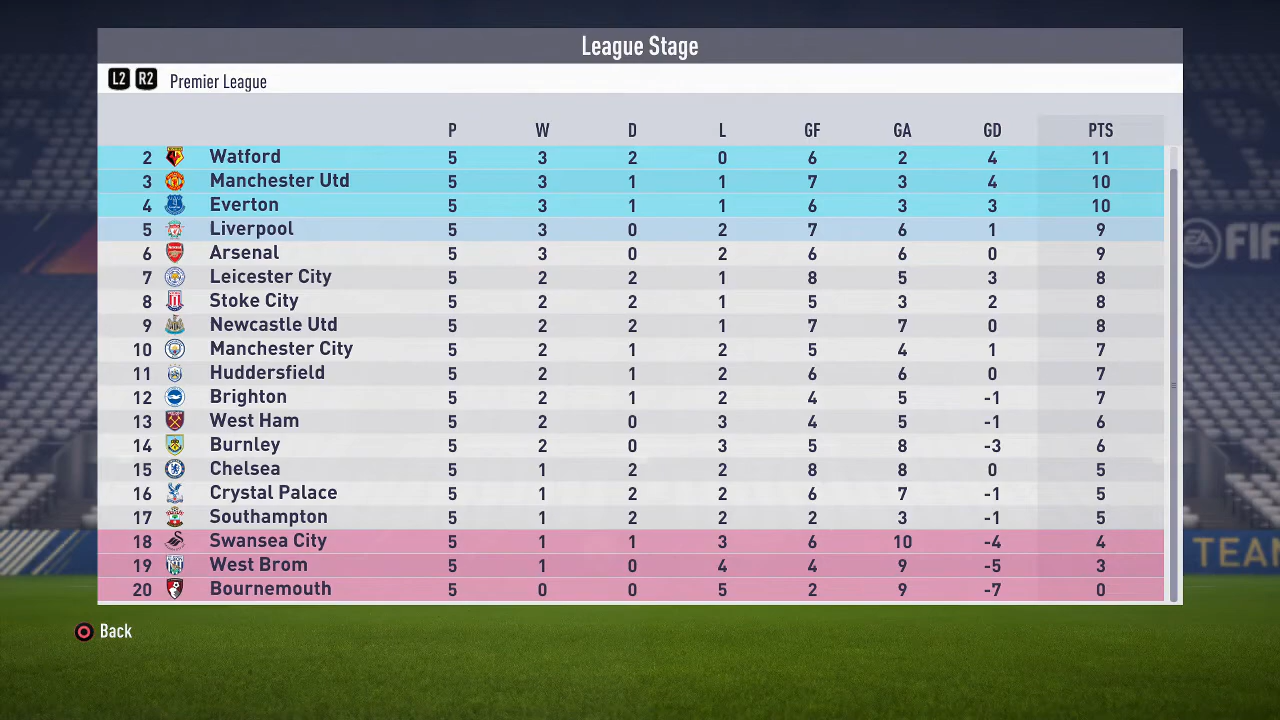 League Stage
L2 R2 Premier League
P W D L GF GA GD PTS
2 Watford 5 3 2 0 6 2 4 11
3 Manchester Utd 5 3 1 1 7 3 4 10
4 Everton 5 3 1 1 6 3 3 10
5 Liverpool 5 3 0 2 7 6 1 9
6 Arsenal 5 3 0 2 6 6 0 9
7 Leicester City 5 2 2 1 8 5 3 8
8 Stoke City 5 2 2 1 5 3 2 8
9 Newcastle Utd 5 2 2 1 7 7 0 8
10 Manchester City 5 2 1 2 5 4 1 7
11 Huddersfield 5 2 1 2 6 6 0 7
12 Brighton 5 2 1 2 4 5 -1 7
13 West Ham 5 2 0 3 4 5 -1 6
14 Burnley 5 2 0 3 5 8 -3 6
15 Chelsea 5 1 2 2 8 8 0 5
16 Crystal Palace 5 1 2 2 6 7 -1 5
17 Southampton 5 1 2 2 2 3 -1 5
18 Swansea City 5 1 1 3 6 10 -4 4
19 West Brom 5 1 0 4 4 9 -5 3
20 Bournemouth 5 0 0 5 2 9 -7 0
Back
EA FIF
TEAM